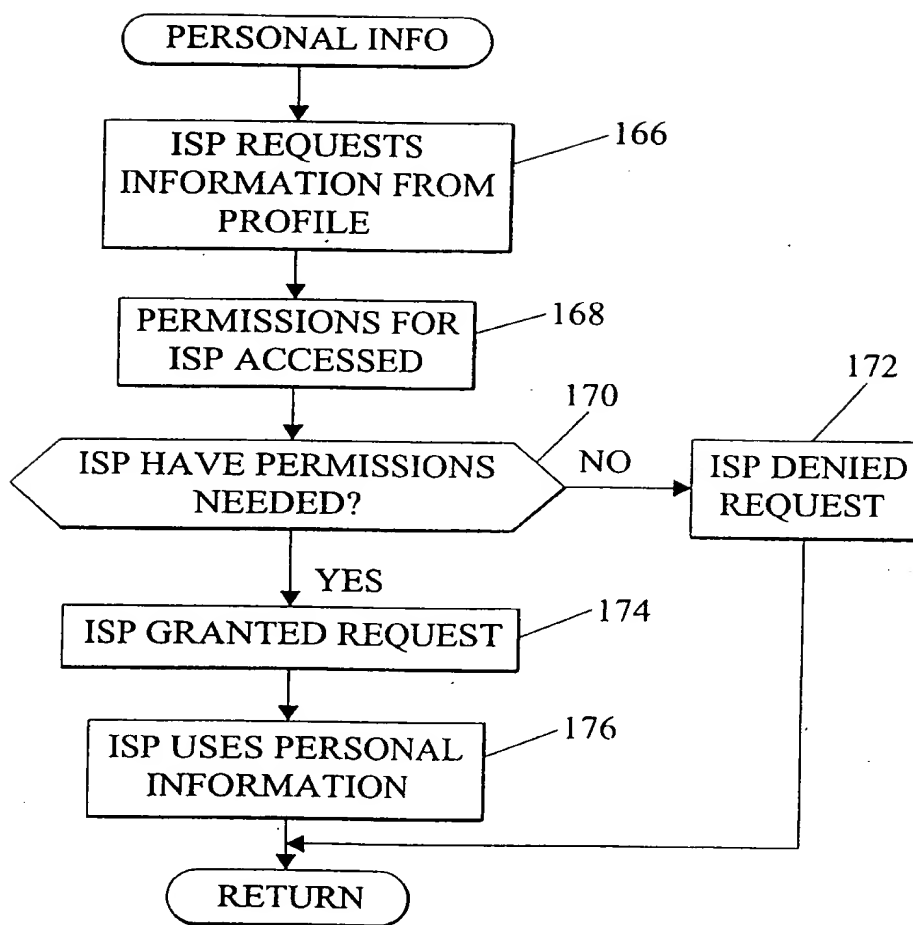 PERSONAL INFO
ISP REQUESTS
INFORMATION FROM
PROFILE
166
PERMISSIONS FOR
ISP ACCESSED
168
170
ISP HAVE PERMISSIONS
NEEDED?
NO
172
ISP DENIED
REQUEST
YES
ISP GRANTED REQUEST
174
ISP USES PERSONAL
INFORMATION
176
RETURN